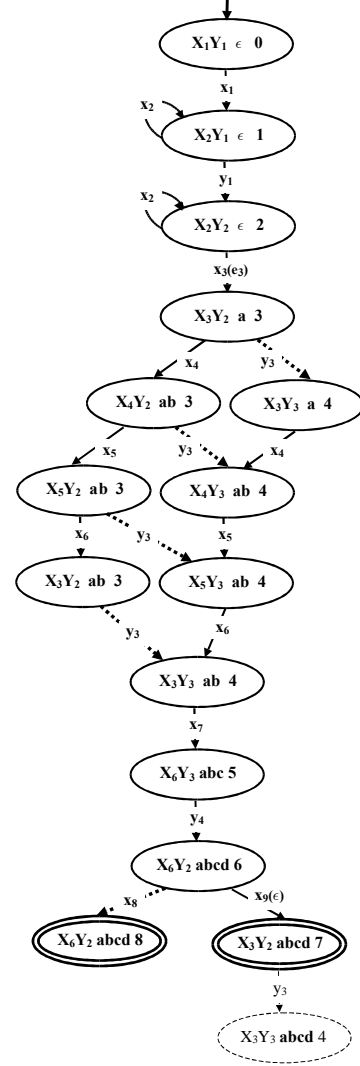 X₁Y₁ ϵ 0
x₁
x₂
X₂Y₁ ϵ 1
y₁
x₂
X₂Y₂ ϵ 2
x₃(e₃)
X₃Y₂ a 3
x₄
y₃
X₄Y₂ ab 3
X₃Y₃ a 4
x₅
y₃
x₄
X₅Y₂ ab 3
X₄Y₃ ab 4
x₆
y₃
x₅
X₃Y₂ ab 3
X₅Y₃ ab 4
y₃
x₆
X₃Y₃ ab 4
x₇
X₆Y₃ abc 5
y₄
X₆Y₂ abcd 6
x₈
x₉(ϵ)
X₆Y₂ abcd 8
X₃Y₂ abcd 7
y₃
X₃Y₃ abcd 4